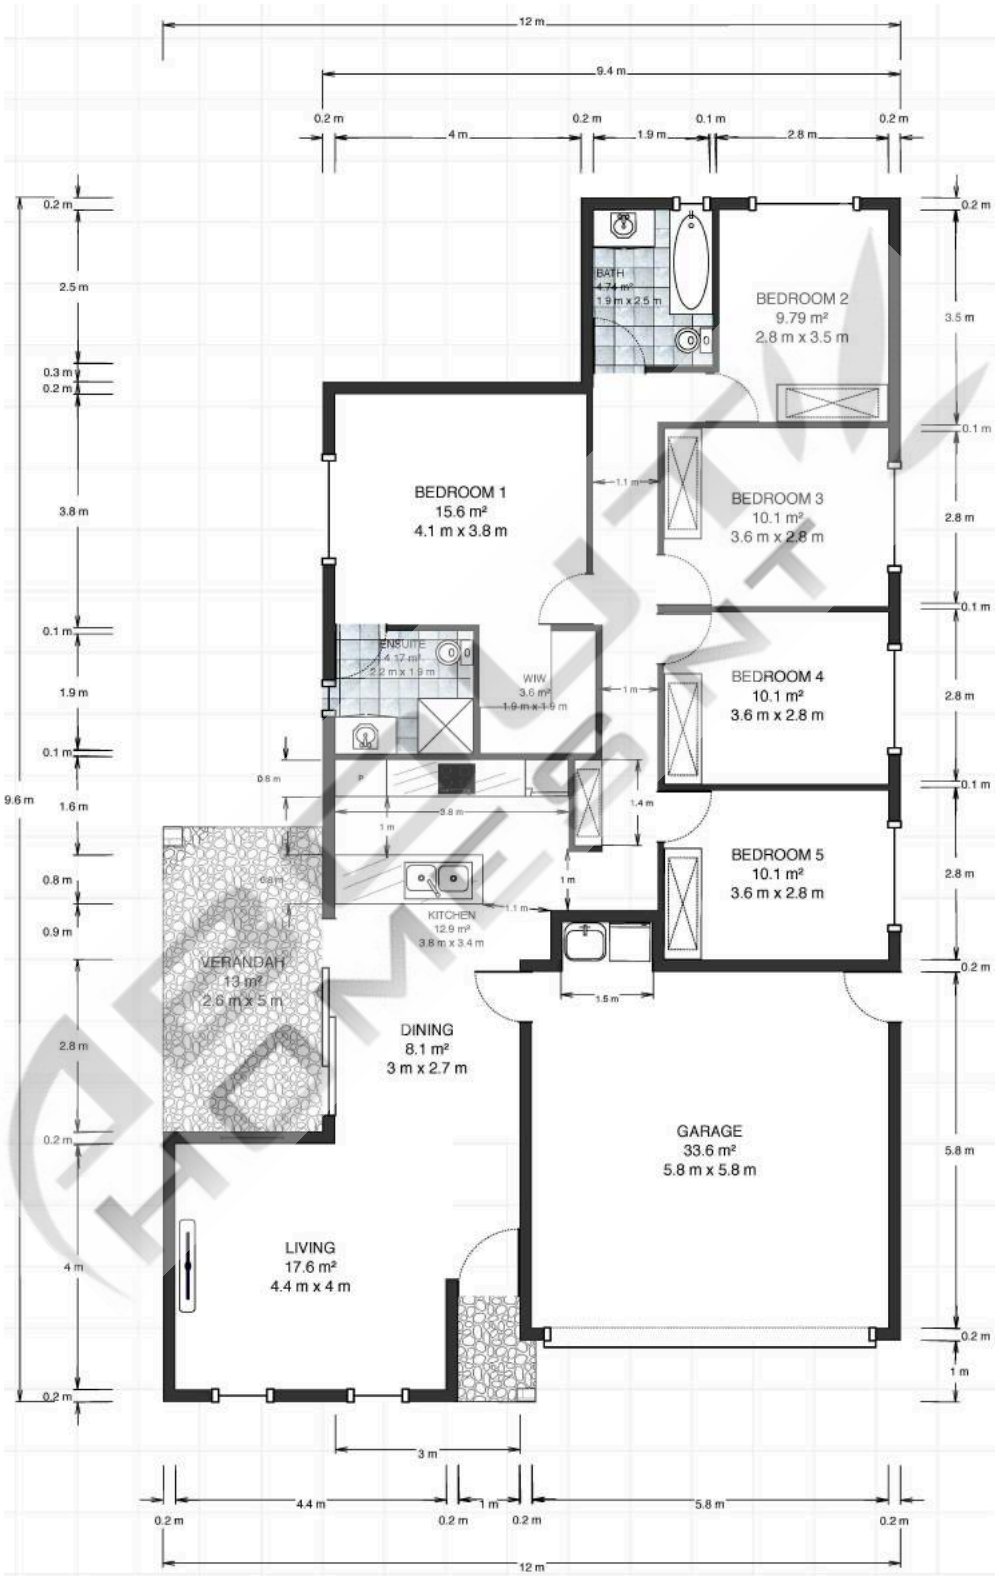 12 m
9.4 m
0.2 m
4 m
0.2 m
1.9 m
0.1 m
2.8 m
0.2 m
0.2 m
2.5 m
0.3 m
0.2 m
3.8 m
0.1 m
1.9 m
0.1 m
9.6 m
1.6 m
0.8 m
0.9 m
2.8 m
0.2 m
4 m
0.2 m
BATH
4.74 m²
1.9 m x 2.5 m
BEDROOM 2
9.79 m²
2.8 m x 3.5 m
BEDROOM 1
15.6 m²
4.1 m x 3.8 m
1.1 m
BEDROOM 3
10.1 m²
3.6 m x 2.8 m
ENSUITE
4.17 m²
2.2 m x 1.9 m
WIW
3.6 m²
1.9 m x 1.9 m
1 m
BEDROOM 4
10.1 m²
3.6 m x 2.8 m
0.6 m
P
3.8 m
1 m
1.4 m
0.8 m
1 m
1.1 m
BEDROOM 5
10.1 m²
3.6 m x 2.8 m
KITCHEN
12.9 m²
3.8 m x 3.4 m
VERANDAH
13 m²
2.6 m x 5 m
1.5 m
DINING
8.1 m²
3 m x 2.7 m
GARAGE
33.6 m²
5.8 m x 5.8 m
LIVING
17.6 m²
4.4 m x 4 m
0.2 m
3.5 m
0.1 m
2.8 m
0.1 m
2.8 m
0.1 m
2.8 m
0.2 m
5.8 m
0.2 m
1 m
3 m
4.4 m
1 m
5.8 m
0.2 m
0.2 m
0.2 m
0.2 m
12 m
HOMES NT